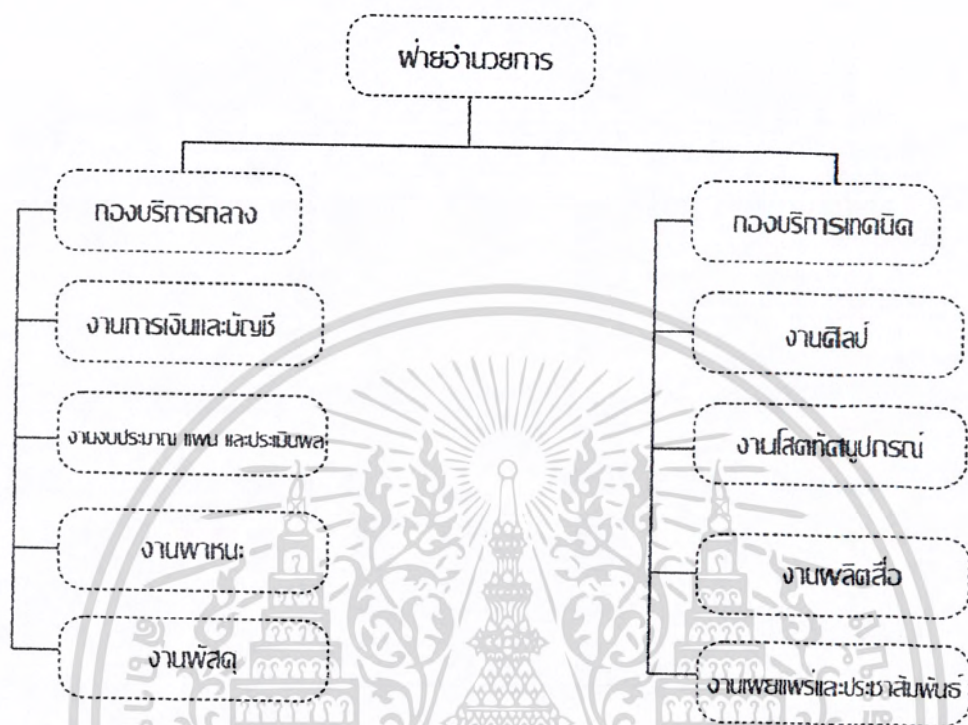 ฝ่ายอำนวยการ
กองบริการกลาง
งานการเงินและบัญชี
งานงบประมาณ แผน และประเมินผล
งานพาหนะ
งานพัสดุ
กองบริการเทคนิค
งานศิลป์
งานโสตทัศนูปกรณ์
งานผลิตสื่อ
งานเผยแพร่และประชาสัมพันธ์